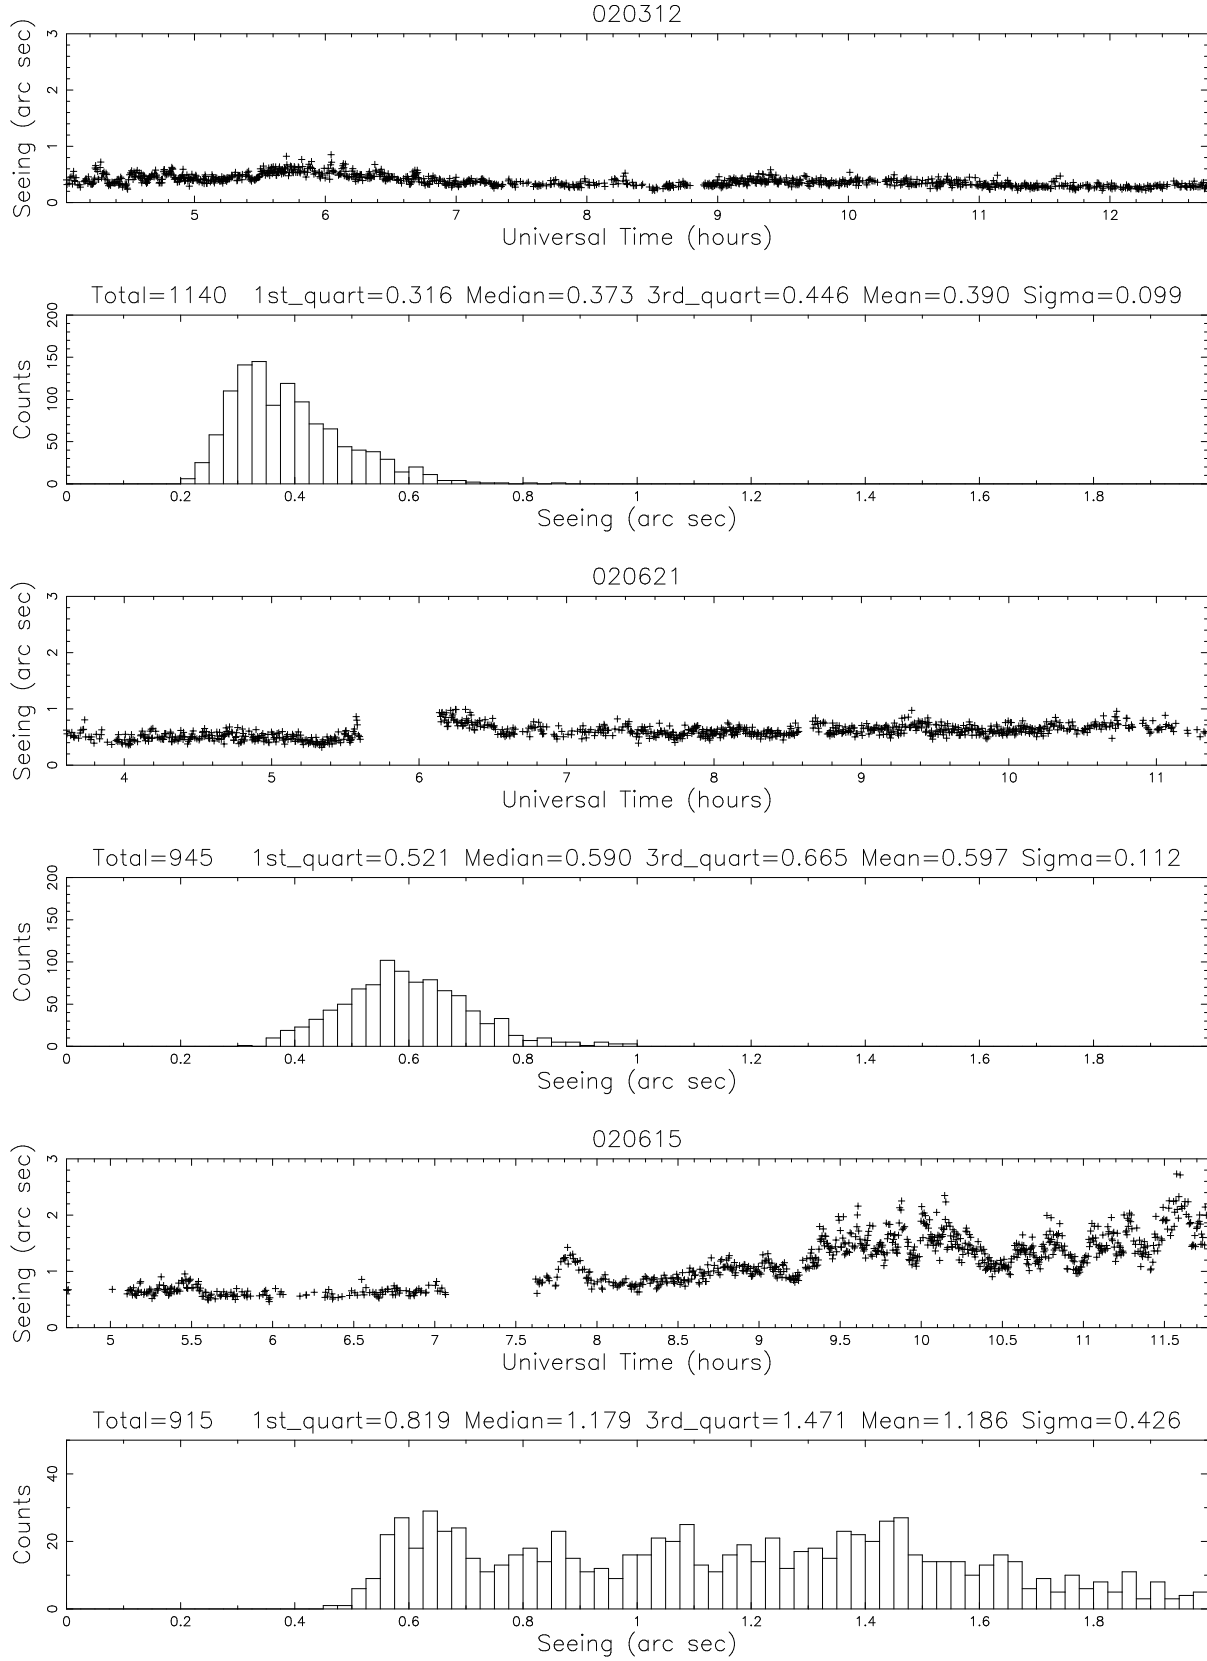 020312
3
2
1
0
Seeing (arc sec)
5 6 7 8 9 10 11 12
Universal Time (hours)
Total=1140 1st_quart=0.316 Median=0.373 3rd_quart=0.446 Mean=0.390 Sigma=0.099
200
150
100
50
0
Counts
0 0.2 0.4 0.6 0.8 1 1.2 1.4 1.6 1.8
Seeing (arc sec)
020621
3
2
1
0
Seeing (arc sec)
4 5 6 7 8 9 10 11
Universal Time (hours)
Total=945 1st_quart=0.521 Median=0.590 3rd_quart=0.665 Mean=0.597 Sigma=0.112
200
150
100
50
0
Counts
0 0.2 0.4 0.6 0.8 1 1.2 1.4 1.6 1.8
Seeing (arc sec)
020615
3
2
1
0
Seeing (arc sec)
5 5.5 6 6.5 7 7.5 8 8.5 9 9.5 10 10.5 11 11.5
Universal Time (hours)
Total=915 1st_quart=0.819 Median=1.179 3rd_quart=1.471 Mean=1.186 Sigma=0.426
40
20
0
Counts
0 0.2 0.4 0.6 0.8 1 1.2 1.4 1.6 1.8
Seeing (arc sec)